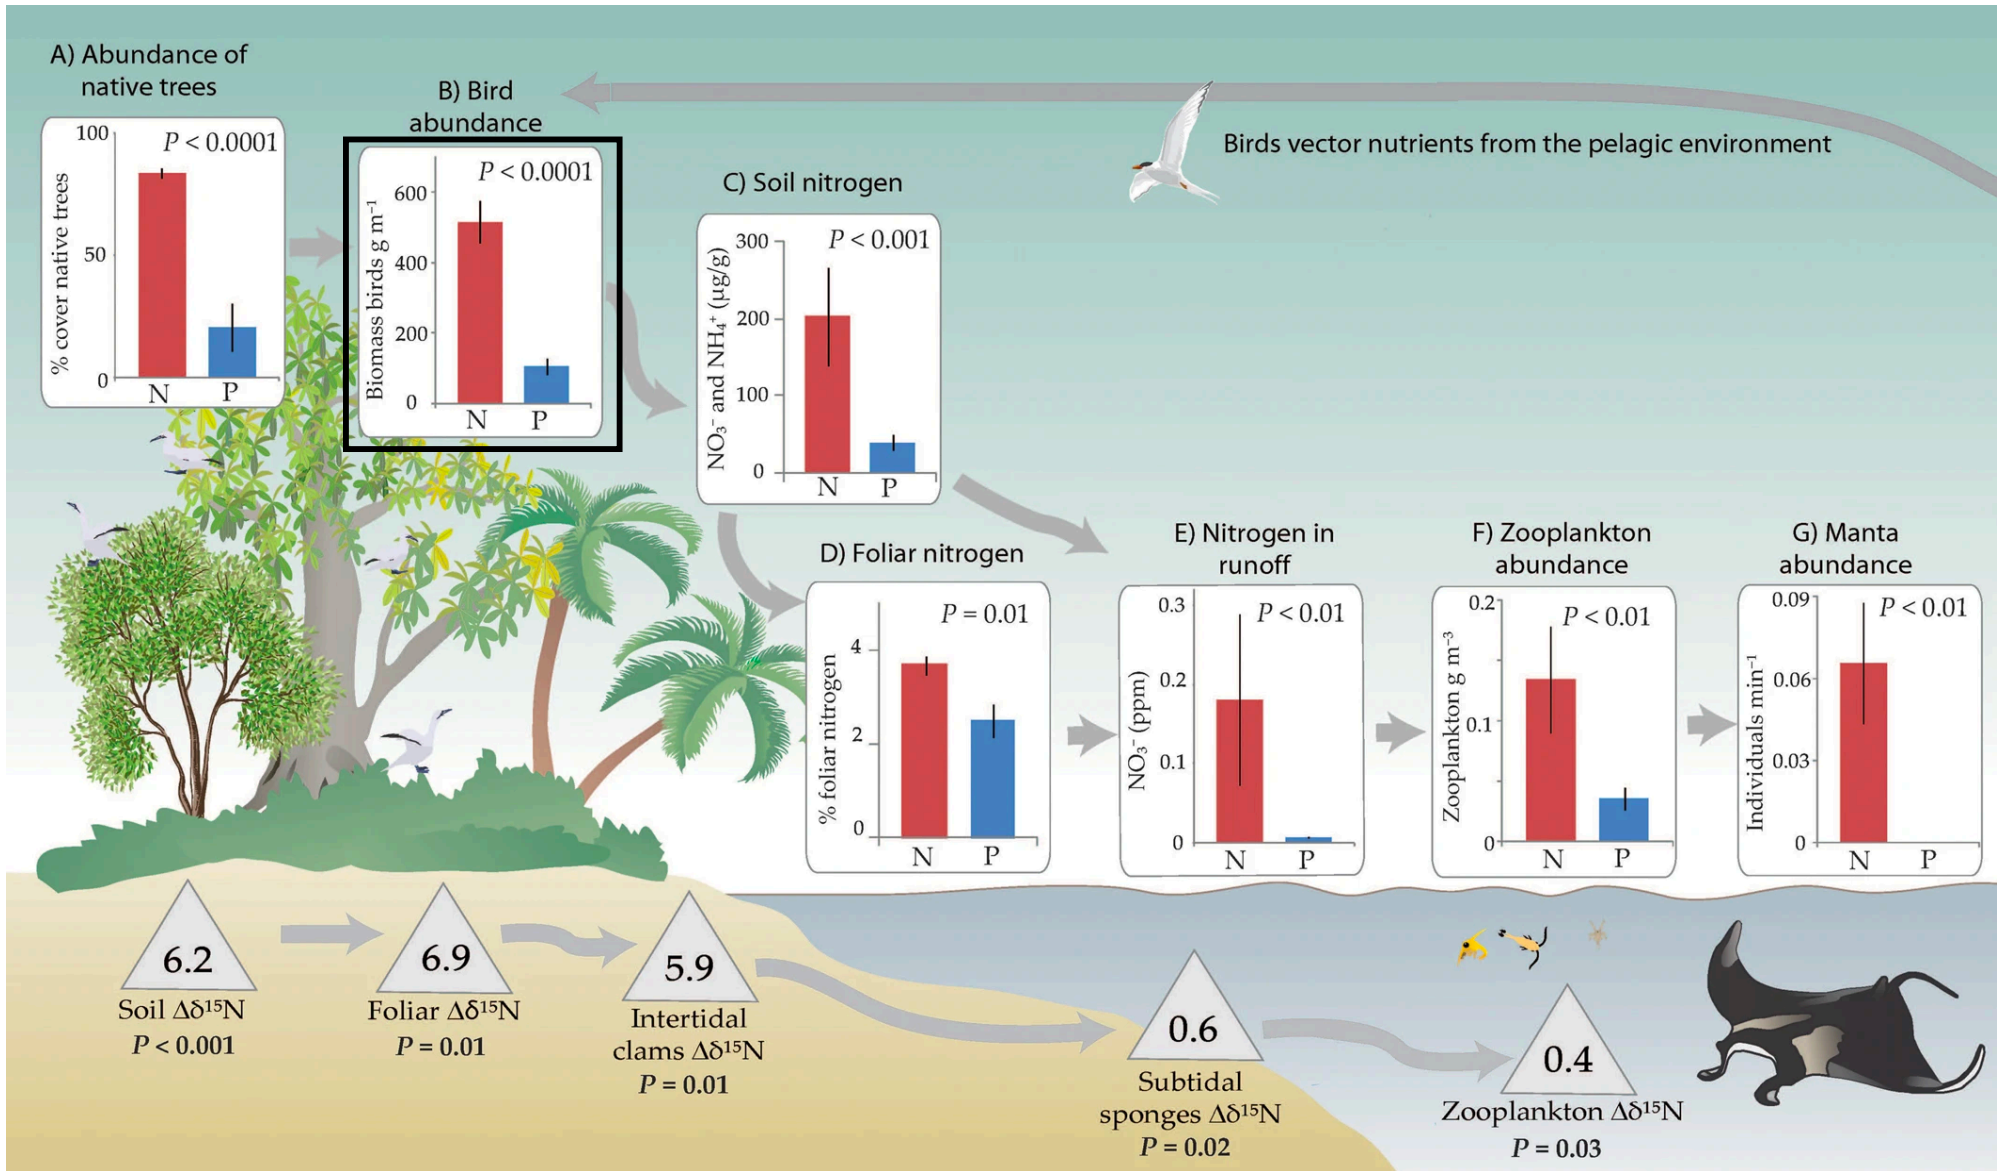 A) Abundance of
native trees
100
50
0
% cover native trees
P < 0.0001
N P
B) Bird
abundance
600
400
200
0
Biomass birds g m⁻¹
P < 0.0001
N P
Birds vector nutrients from the pelagic environment
C) Soil nitrogen
300
200
100
0
NO₃⁻ and NH₄⁺ (µg/g)
P < 0.001
N P
D) Foliar nitrogen
4
2
0
% foliar nitrogen
P = 0.01
N P
E) Nitrogen in
runoff
0.3
0.2
0.1
0
NO₃⁻ (ppm)
P < 0.01
N P
F) Zooplankton
abundance
0.2
0.1
0
Zooplankton g m⁻³
P < 0.01
N P
G) Manta
abundance
0.09
0.06
0.03
0
Individuals min⁻¹
P < 0.01
N P
6.2
Soil Δδ¹⁵N
P < 0.001
6.9
Foliar Δδ¹⁵N
P = 0.01
5.9
Intertidal
clams Δδ¹⁵N
P = 0.01
0.6
Subtidal
sponges Δδ¹⁵N
P = 0.02
0.4
Zooplankton Δδ¹⁵N
P = 0.03